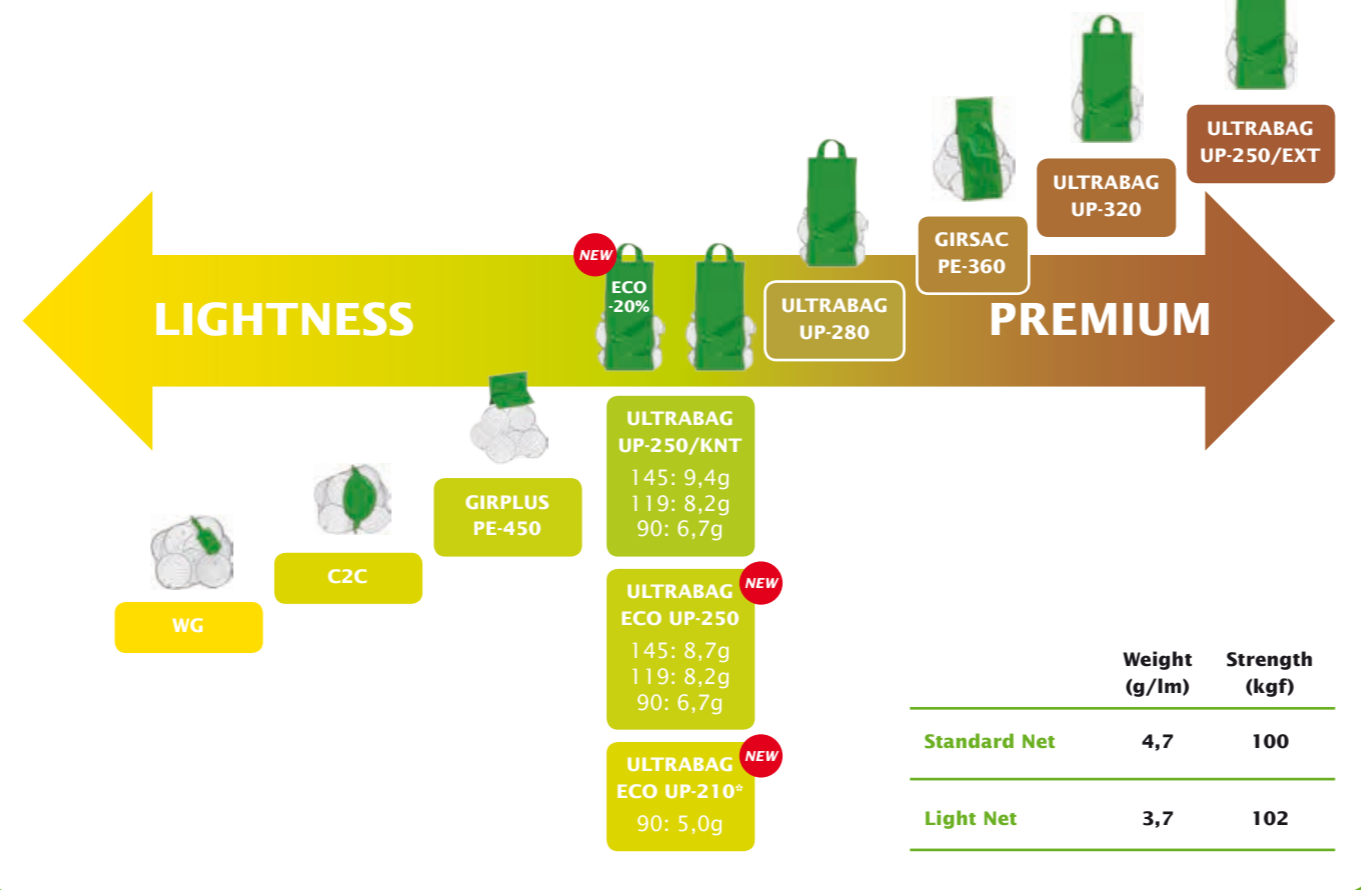 ULTRABAG
UP-250/EXT
ULTRABAG
UP-320
GIRSAC
PE-360
NEW
ECO
-20%
LIGHTNESS
ULTRABAG
UP-280
PREMIUM
ULTRABAG
UP-250/KNT
145: 9,4g
119: 8,2g
90: 6,7g
GIRPLUS
PE-450
C2C
WG
NEW
ULTRABAG
ECO UP-250
145: 8,7g
119: 8,2g
90: 6,7g
NEW
ULTRABAG
ECO UP-210*
90: 5,0g
Weight Strength
(g/lm) (kgf)
Standard Net 4,7 100
Light Net 3,7 102